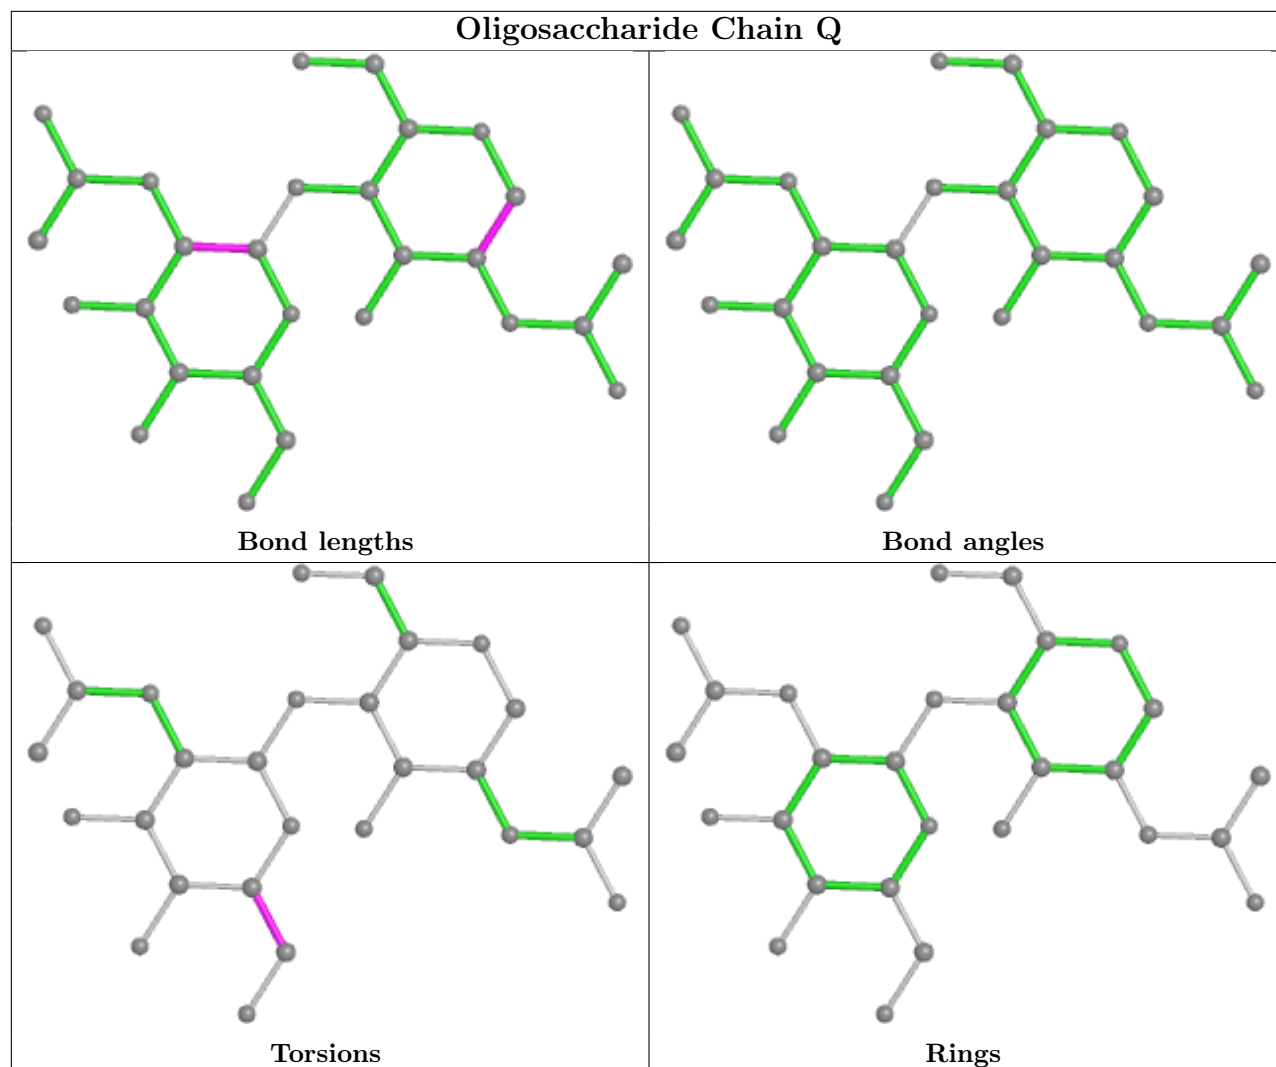 Oligosaccharide Chain Q
Bond lengths
Bond angles
Torsions
Rings